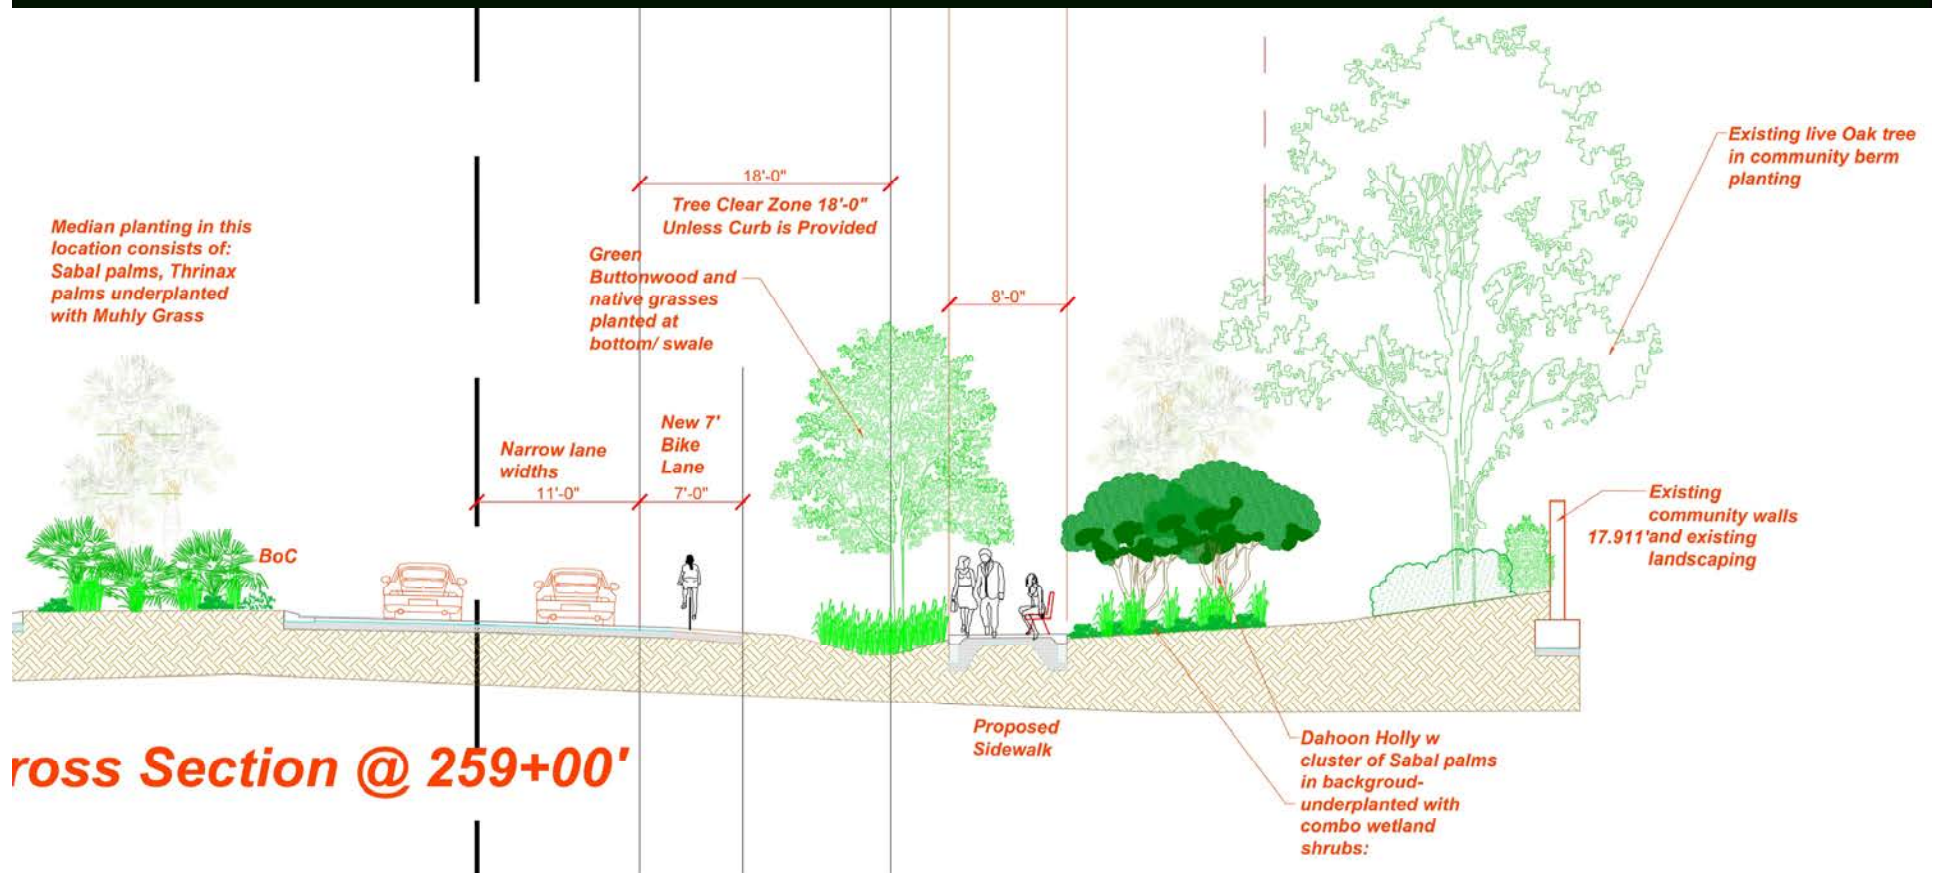 18'-0"
Tree Clear Zone 18'-0"
Unless Curb is Provided
Existing live Oak tree
in community berm
planting
Median planting in this
location consists of:
Sabal palms, Thrinax
palms underplanted
with Muhly Grass
Green
Buttonwood and
native grasses
planted at
bottom/ swale
8'-0"
Narrow lane
widths
11'-0"
New 7'
Bike
Lane
7'-0"
BoC
Existing
community walls
17.911'and existing
landscaping
Proposed
Sidewalk
Dahoon Holly w
cluster of Sabal palms
in backgroud-
underplanted with
combo wetland
shrubs:
ross Section @ 259+00'